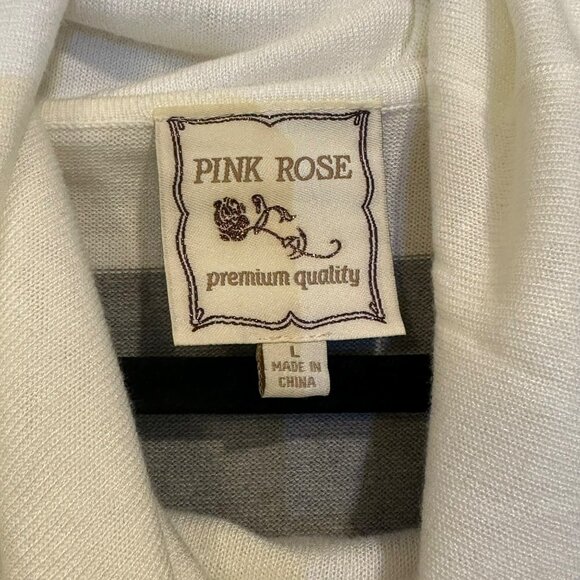 PINK ROSE
premium quality
L
MADE IN
CHINA